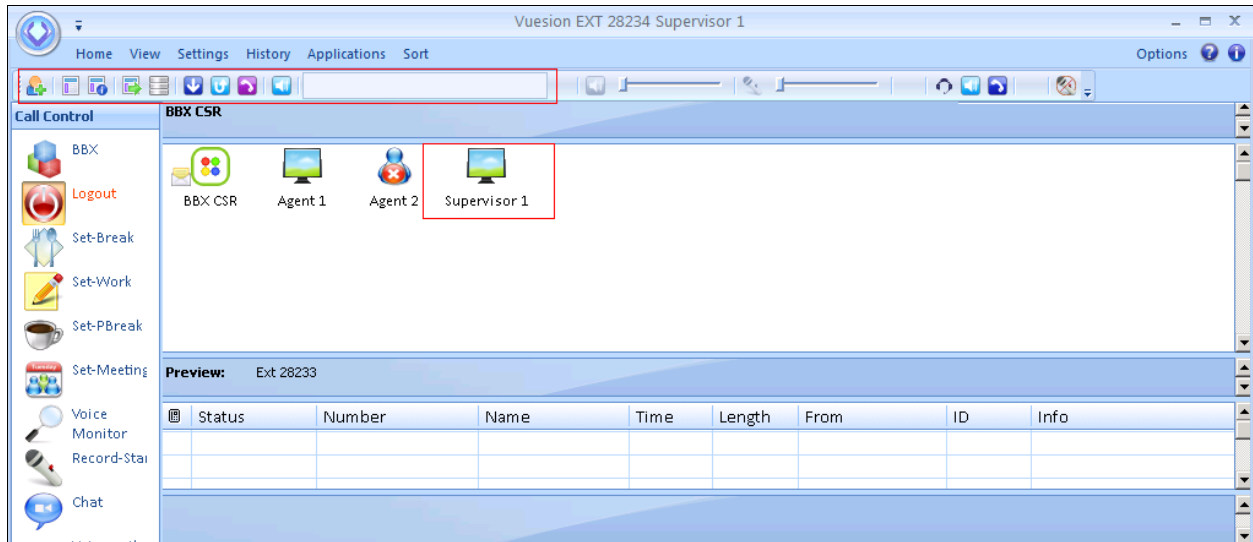 Vuesion EXT 28234 Supervisor 1
Home View Settings History Applications Sort Options
Call Control
BBX CSR
BBX
Logout
Set-Break
Set-Work
Set-PBreak
Set-Meeting
Voice
Monitor
Record-Star
Chat
BBX CSR Agent 1 Agent 2 Supervisor 1
Preview: Ext 28233
Status Number Name Time Length From ID Info